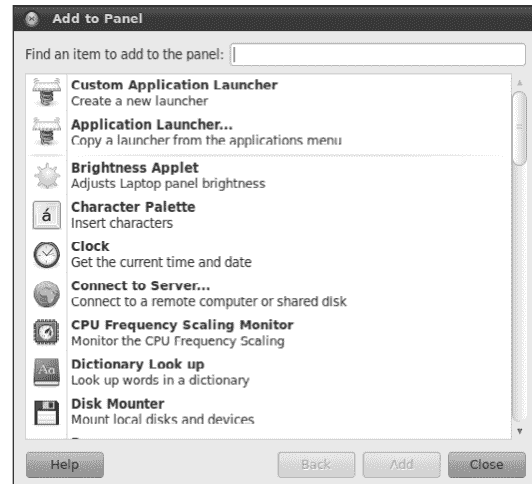 Add to Panel
Find an item to add to the panel:
Custom Application Launcher
Create a new launcher
Application Launcher...
Copy a launcher from the applications menu
Brightness Applet
Adjusts Laptop panel brightness
Character Palette
á
Insert characters
Clock
Get the current time and date
Connect to Server...
Connect to a remote computer or shared disk
CPU Frequency Scaling Monitor
Monitor the CPU Frequency Scaling
Dictionary Look up
Aa
Look up words in a dictionary
Disk Mounter
Mount local disks and devices
Help Back Add Close